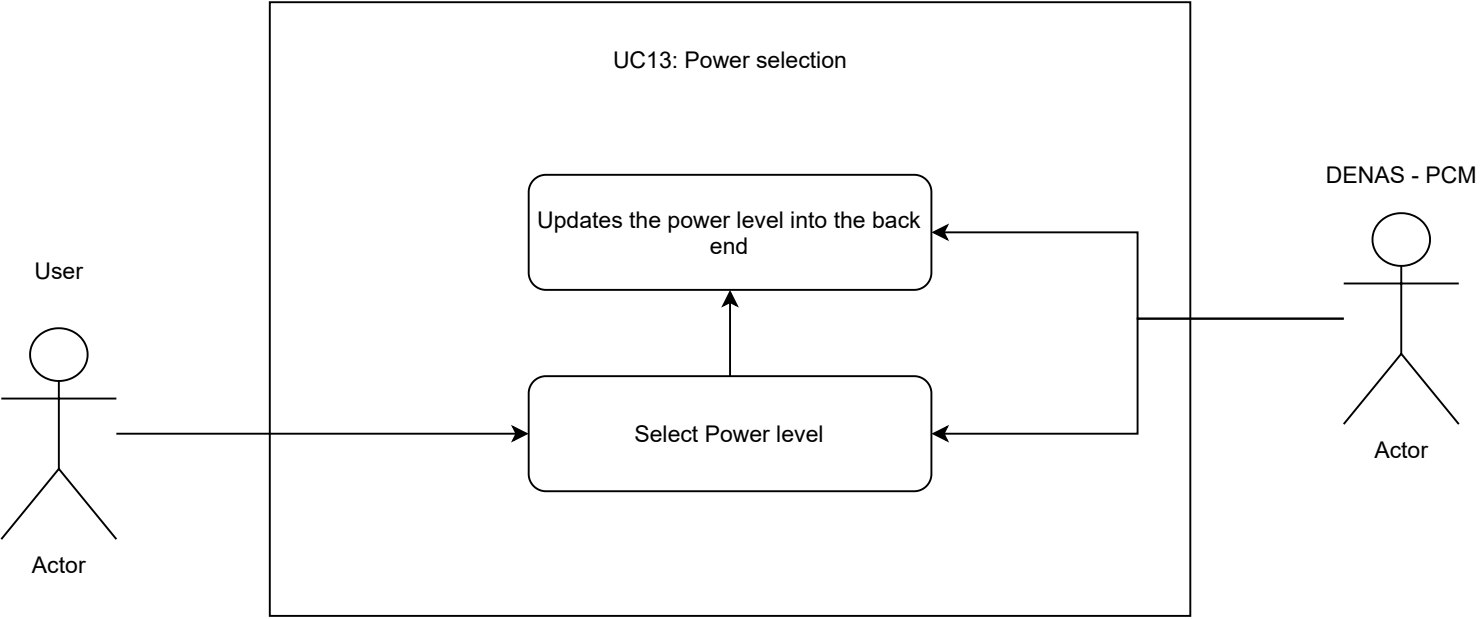 UC13: Power selection
DENAS - PCM
Updates the power level into the back
end
User
Select Power level
Actor
Actor